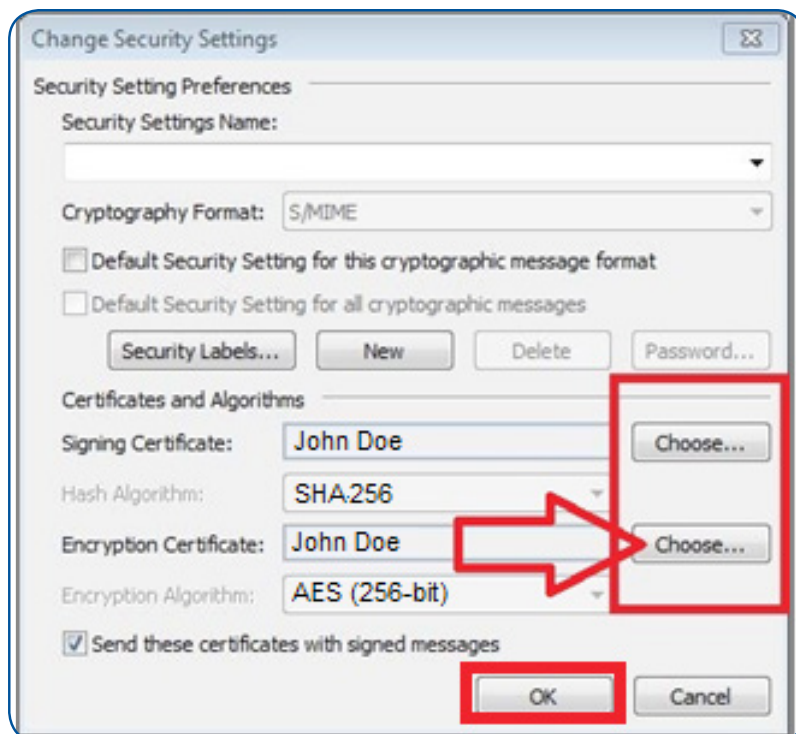 Change Security Settings
Security Setting Preferences
Security Settings Name:
Cryptography Format: S/MIME
Default Security Setting for this cryptographic message format
Default Security Setting for all cryptographic messages
Security Labels... New Delete Password...
Certificates and Algorithms
Signing Certificate: John Doe Choose...
Hash Algorithm: SHA256
Encryption Certificate: John Doe Choose...
Encryption Algorithm: AES (256-bit)
Send these certificates with signed messages
OK Cancel